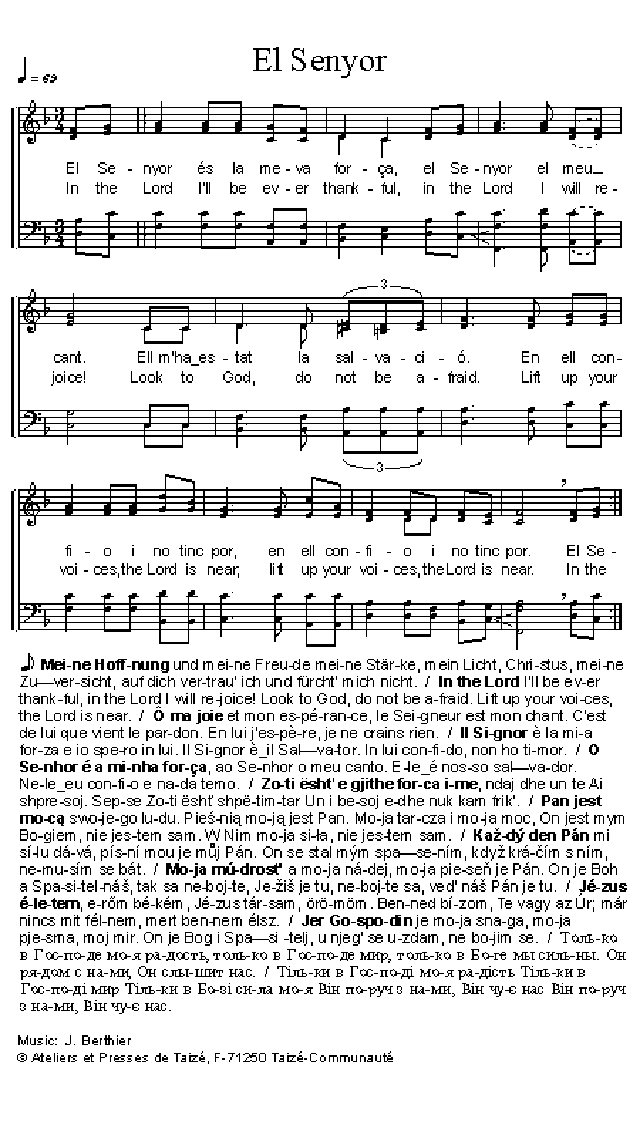 El Senyor
♩ = 69
El Se - nyor és la me - va for - ça, el Se - nyor el meu
In the Lord I'll be ev - er thank - ful, in the Lord I will re -
3
cant. Ell m'ha_es - tat la sal - va - ci - ó. En ell con -
joice! Look to God, do not be a - fraid. Lift up your
3
fi - o i no tinc por, en ell con - fi - o i no tinc por. El Se -
voi - ces, the Lord is near; lift up your voi - ces, the Lord is near. In the
Mei-ne Hoff-nung und mei-ne Freu-de mei-ne Stär-ke, mein Licht, Chri-stus, mei-ne
Zu—ver-sicht, auf dich ver-trau' ich und fürcht' mich nicht. / In the Lord I'll be ev-er
thank-ful, in the Lord I will re-joice! Look to God, do not be a-fraid. Lift up your voi-ces,
the Lord is near. / Ô ma joie et mon es-pé-ran-ce, le Sei-gneur est mon chant. C'est
de lui que vient le par-don. En lui j'es-pè-re, je ne crains rien. / Il Si-gnor è la mi-a
for-za e io spe-ro in lui. Il Si-gnor è_il Sal—va-tor. In lui con-fi-do, non ho ti-mor. / O
Se-nhor é a mi-nha for-ça, ao Se-nhor o meu canto. E-le_é nos-so sal—va-dor.
Ne-le_eu con-fi-o e na-da temo. / Zo-ti ësht' e gjithe for-ca i-me, ndaj dhe un te Ai
shpre-soj. Sep-se Zo-ti ësht' shpë-tim-tar Un i be-soj e-dhe nuk kam frik'. / Pan jest
mo-cą swo-je-go lu-du. Pieś-nią mo-ją jest Pan. Mo-ja tar-cza i mo-ja moc, On jest mym
Bo-giem, nie jes-tem sam. W Nim mo-ja si-ła, nie jes-tem sam. / Kaž-dý den Pán mi
sí-lu dá-vá, pís-ní mou je můj Pán. On se stal mým spa—se-ním, když krá-čím s ním,
ne-mu-sím se bát. / Mo-ja mú-drosť a mo-ja ná-dej, mo-ja pie-seň je Pán. On je Boh
a Spa-si-tel-náš, tak sa ne-boj-te, Je-žiš je tu, ne-boj-te sa, veď náš Pán je tu. / Jé-zus
é-le-tem, e-rőm bé-kém, Jé-zus tár-sam, örö-möm. Ben-ned bí-zom, Te vagy az Úr; már
nincs mit fél-nem, mert ben-nem élsz. / Jer Go-spo-din je mo-ja sna-ga, mo-ja
pje-sma, moj mir. On je Bog i Spa—si-telj, u njeg' se u-zdam, ne bo-jim se. / Толь-ко
в Гос-по-де мо-я ра-дость, толь-ко в Гос-по-де мир, толь-ко в Бо-ге мы силь-ны. Он
ря-дом с на-ми, Он слы-шит нас. / Тіль-ки в Гос-по-ді мо-я ра-дість Тіль-ки в
Гос-по-ді мир Тіль-ки в Бо-зі си-ла мо-я Він по-руч з на-ми, Він чу-є нас Він по-руч
з на-ми, Він чу-є нас.
Music: J. Berthier
© Ateliers et Presses de Taizé, F-71250 Taizé-Communauté